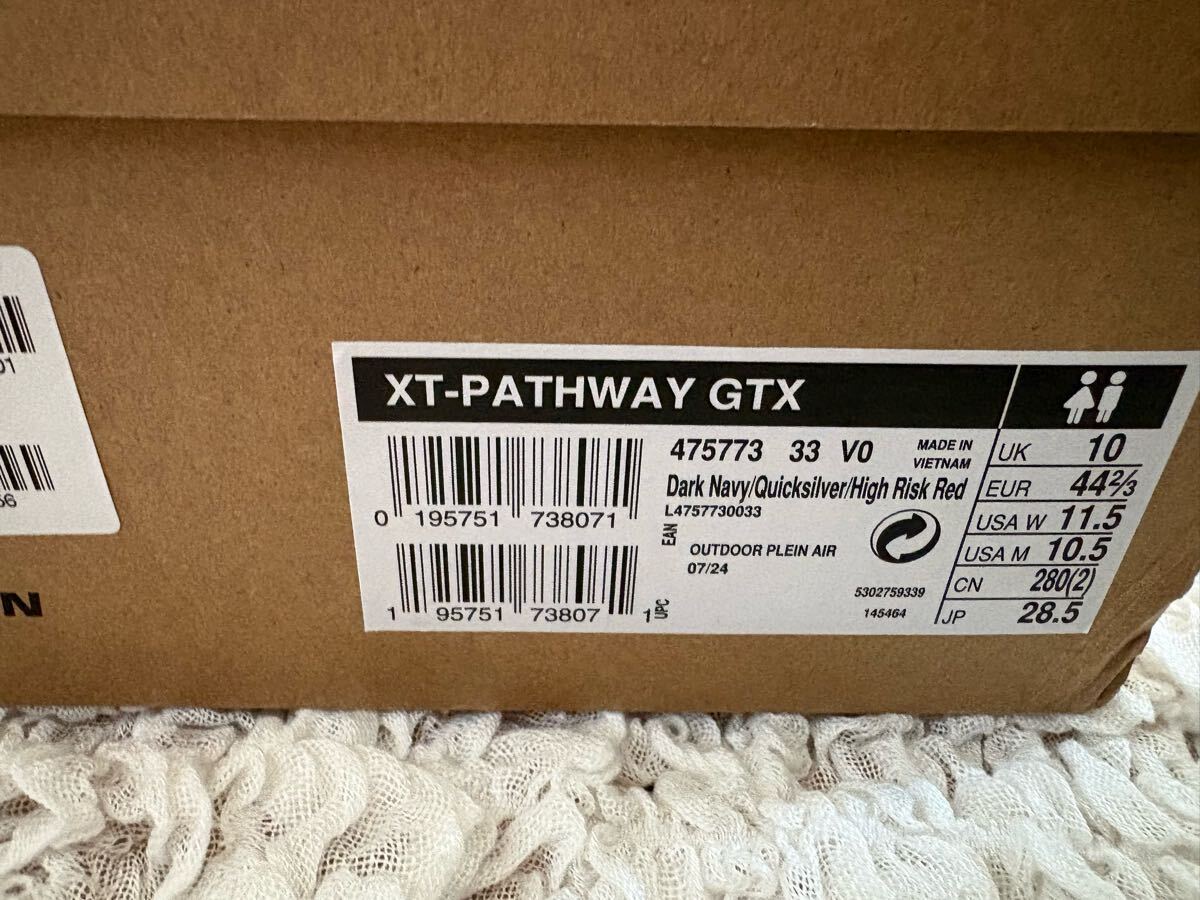 XT-PATHWAY GTX
475773 33 V0
MADE IN
VIETNAM
Dark Navy/Quicksilver/High Risk Red
L4757730033
0 195751 738071
EAN
OUTDOOR PLEIN AIR
07/24
5302759339
145464
1 95751 73807 1
UPC
UK 10
EUR 44⅔
USA W 11.5
USA M 10.5
CN 280(2)
JP 28.5
01
66
N